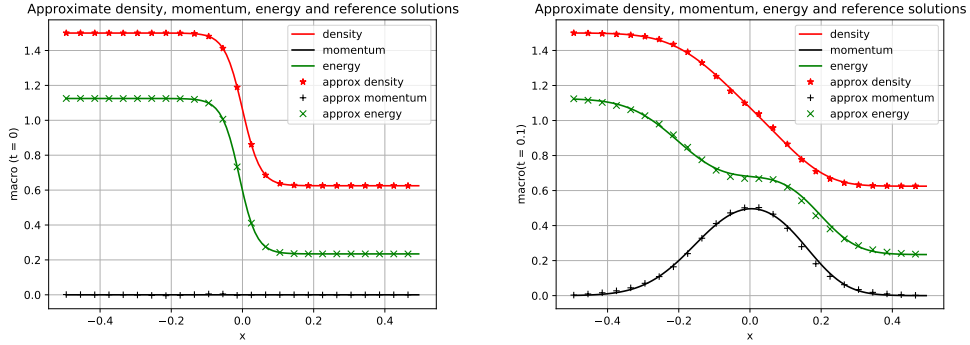 Approximate density, momentum, energy and reference solutions
macro (t = 0)
1.4
1.2
1.0
0.8
0.6
0.4
0.2
0.0
density
momentum
energy
approx density
approx momentum
approx energy
−0.4 −0.2 0.0 0.2 0.4
x
Approximate density, momentum, energy and reference solutions
macro(t = 0.1)
1.4
1.2
1.0
0.8
0.6
0.4
0.2
0.0
density
momentum
energy
approx density
approx momentum
approx energy
−0.4 −0.2 0.0 0.2 0.4
x